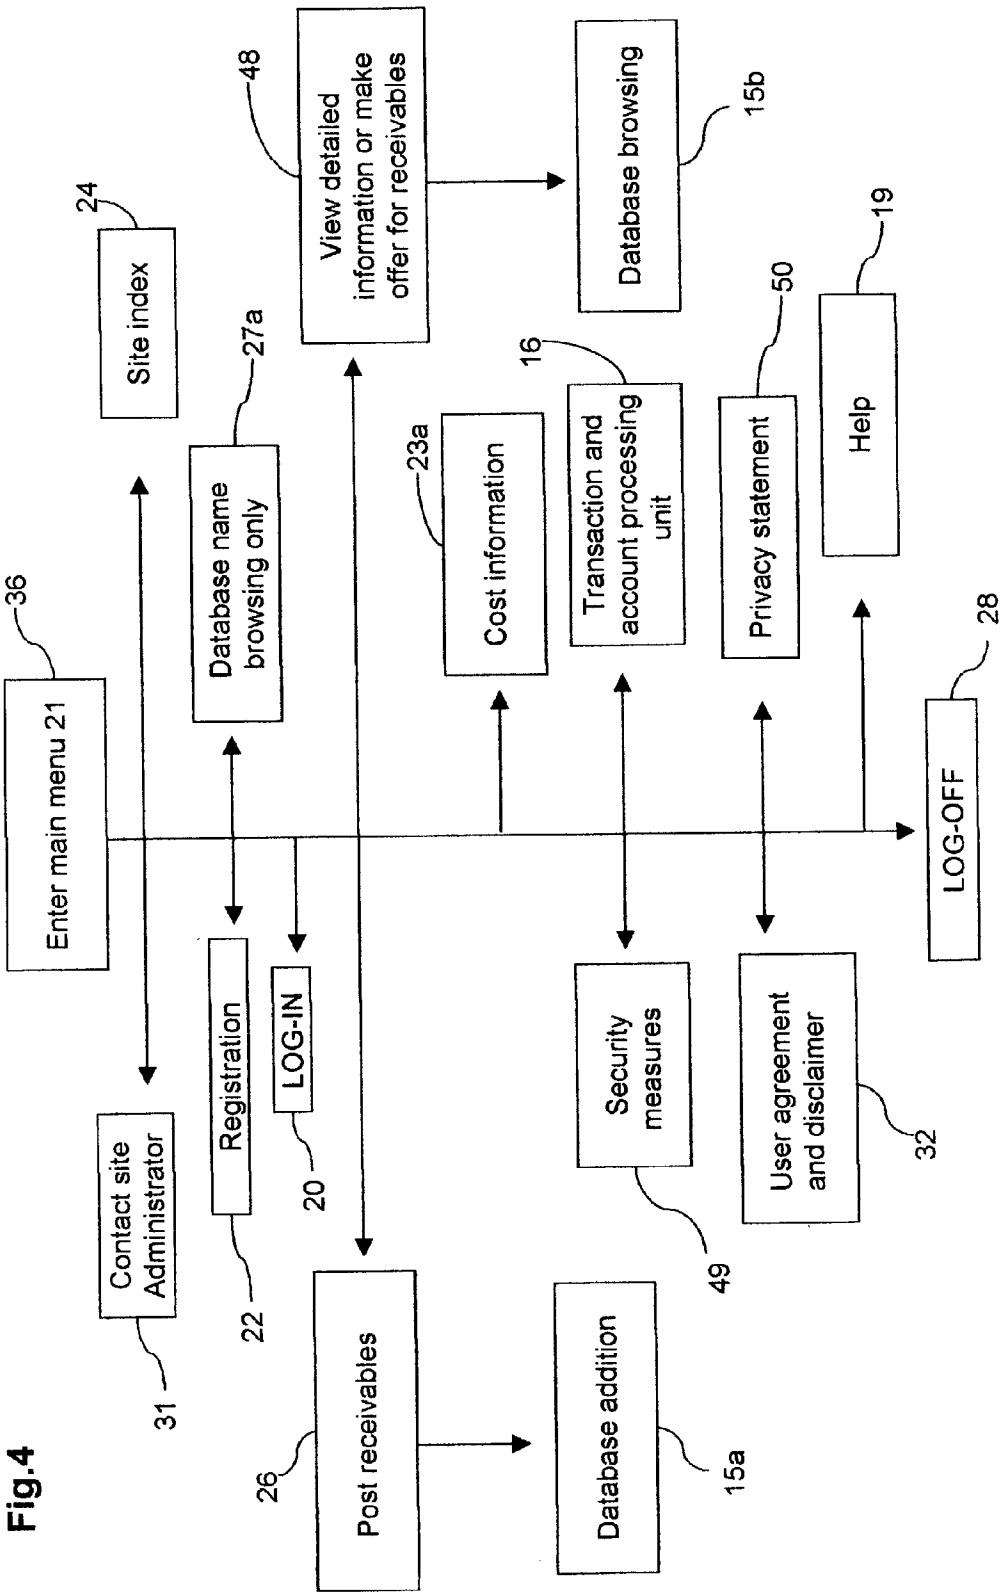 Fig.4
Enter main menu 21
36
Contact site
Administrator
31
Site index
24
Registration
22
Database name
browsing only
27a
LOG-IN
20
Post receivables
26
View detailed
information or make
offer for receivables
48
Database addition
15a
Database browsing
15b
Cost information
23a
Security
measures
49
Transaction and
account processing
unit
16
User agreement
and disclaimer
32
Privacy statement
50
Help
19
LOG-OFF
28